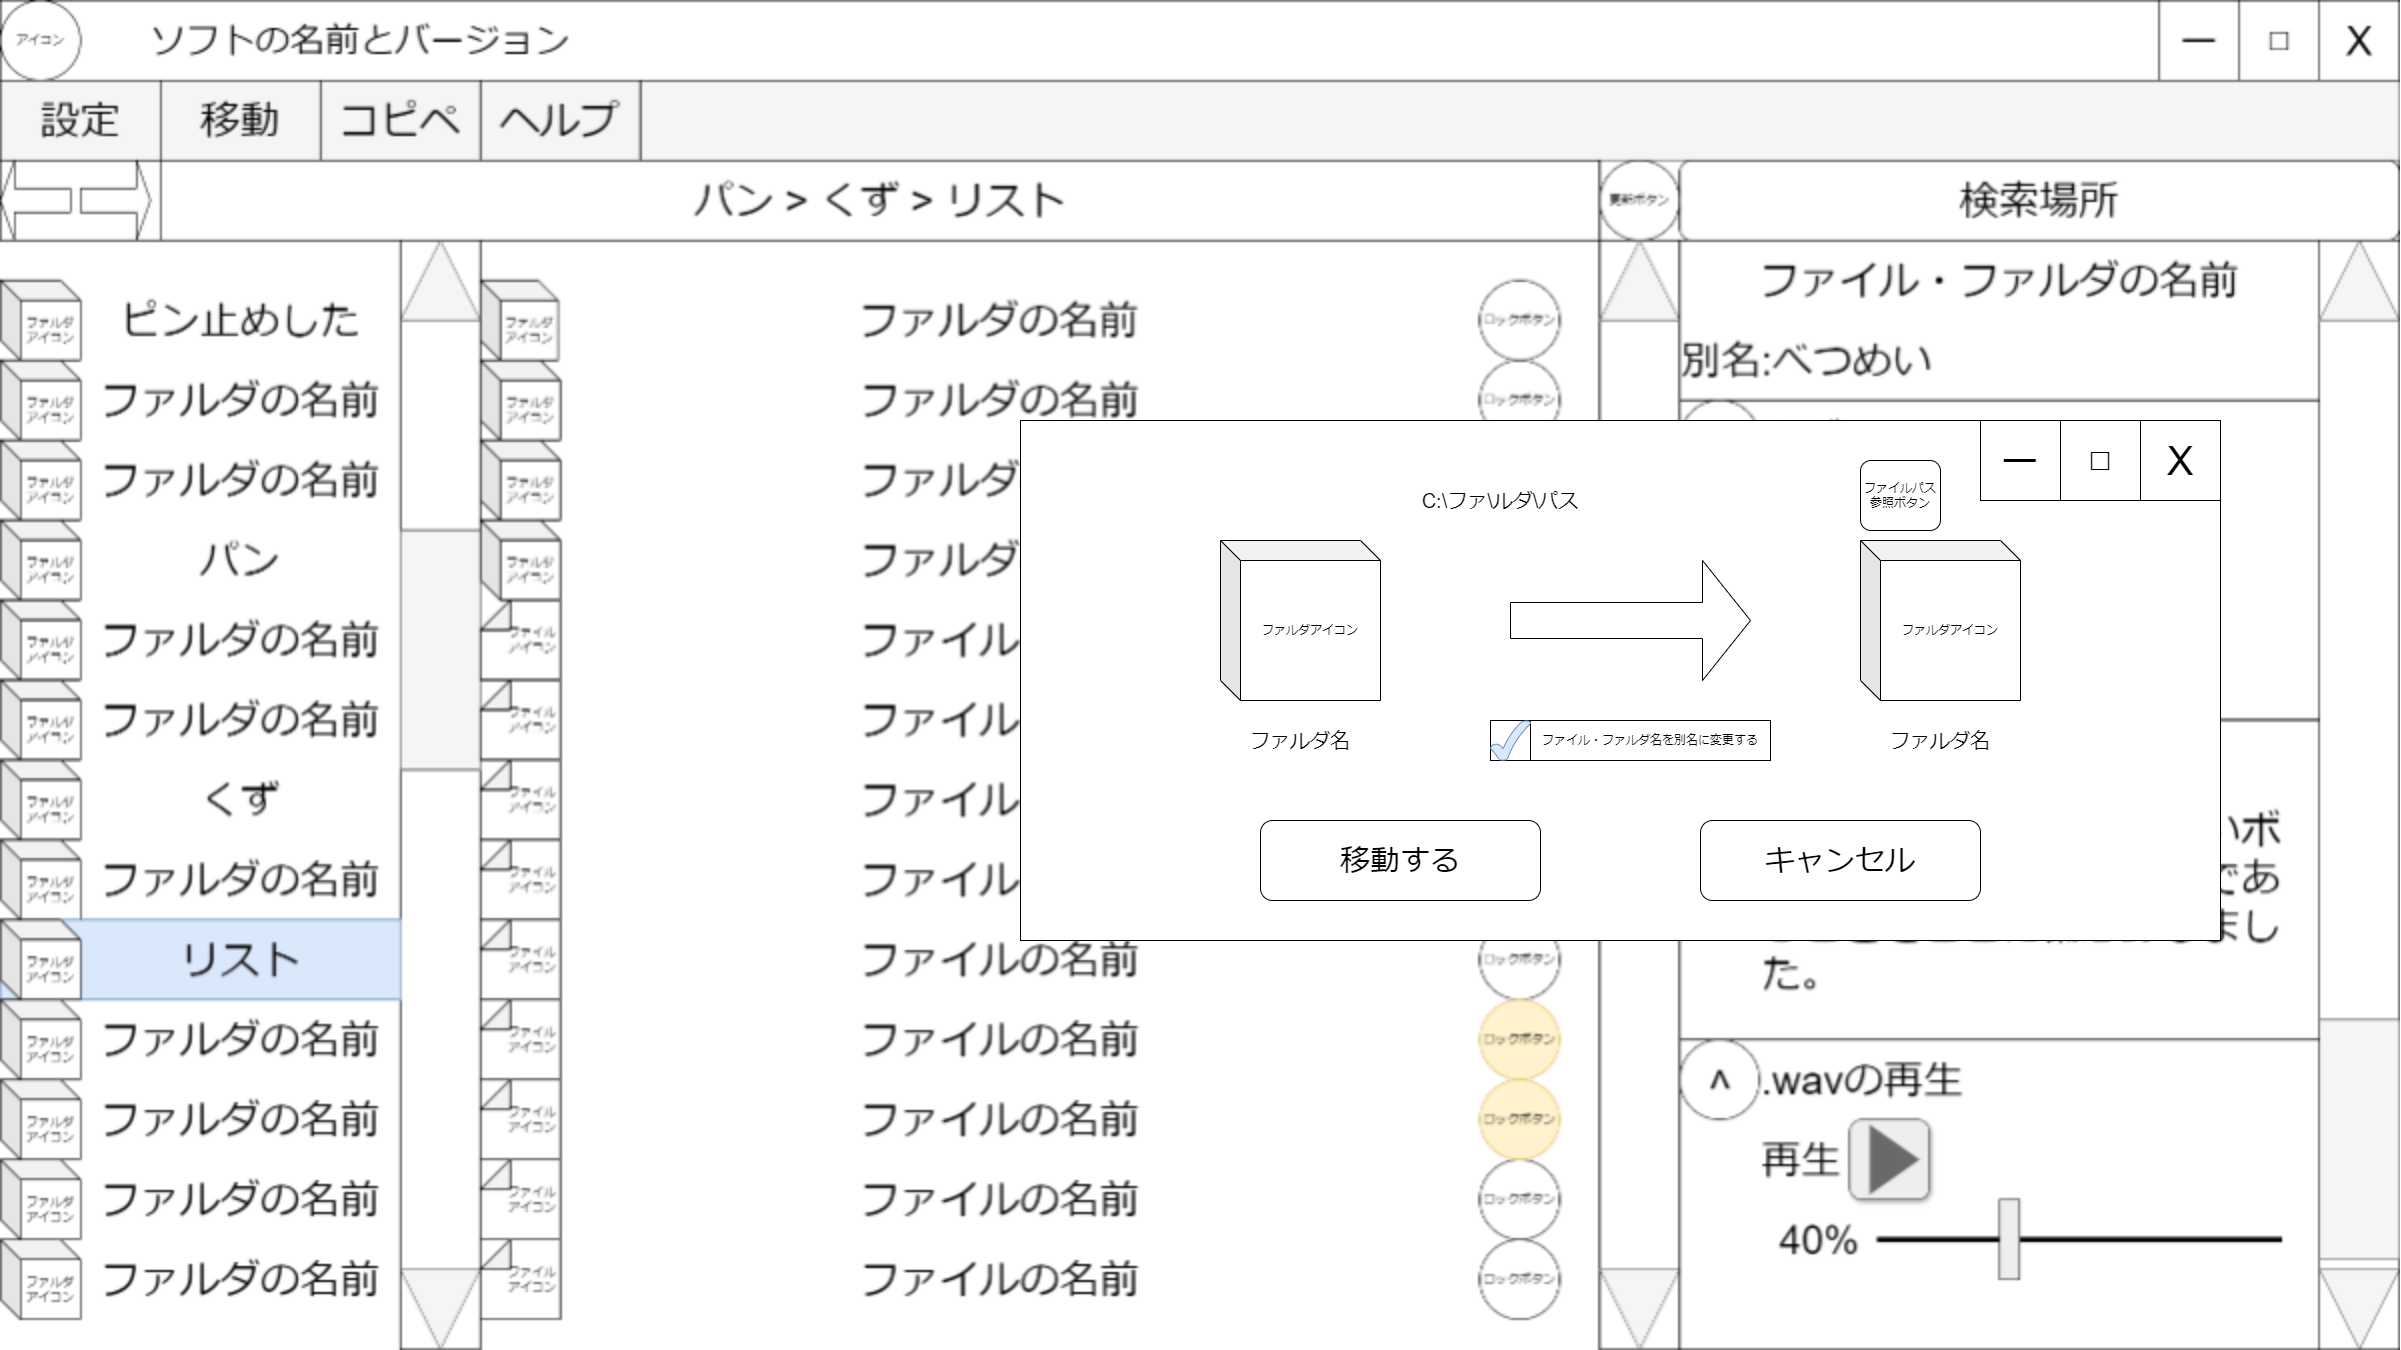 アイコン
ソフトの名前とバージョン
—
□
X
設定
移動
コピペ
ヘルプ
パン > くず > リスト
更新ボタン
検索場所
ファルダ
アイコン
ピン止めした
ファルダ
アイコン
ファルダの名前
ファルダ
アイコン
ファルダの名前
ファルダ
アイコン
パン
ファルダ
アイコン
ファルダの名前
ファルダ
アイコン
ファルダの名前
ファルダ
アイコン
くず
ファルダ
アイコン
ファルダの名前
ファルダ
アイコン
リスト
ファルダ
アイコン
ファルダの名前
ファルダ
アイコン
ファルダの名前
ファルダ
アイコン
ファルダの名前
ファルダ
アイコン
ファルダの名前
ファルダ
アイコン
ファルダの名前
ロックボタン
ファルダ
アイコン
ファルダの名前
ロックボタン
ファルダ
アイコン
ファルダ
ファルダ
アイコン
ファルダ
ファイル
アイコン
ファイル
ファイル
アイコン
ファイル
ファイル
アイコン
ファイル
ファイル
アイコン
ファイル
ファイル
アイコン
ファイルの名前
ロックボタン
ファイル
アイコン
ファイルの名前
ロックボタン
ファイル
アイコン
ファイルの名前
ロックボタン
ファイル
アイコン
ファイルの名前
ロックボタン
ファイル
アイコン
ファイルの名前
ロックボタン
ファイル・ファルダの名前
別名:べつめい
—
□
X
C:\ファルダ\パス
ファイルパス
参照ボタン
ファルダアイコン
ファルダアイコン
ファルダ名
ファイル・ファルダ名を別名に変更する
ファルダ名
移動する
キャンセル
いボ
であ
まし
た。
^
.wavの再生
再生
40%